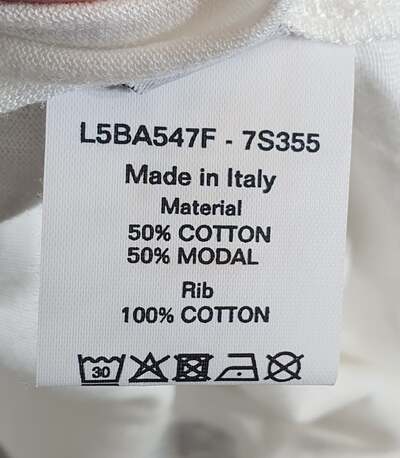 L5BA547F - 7S355
Made in Italy
Material
50% COTTON
50% MODAL
Rib
100% COTTON
30